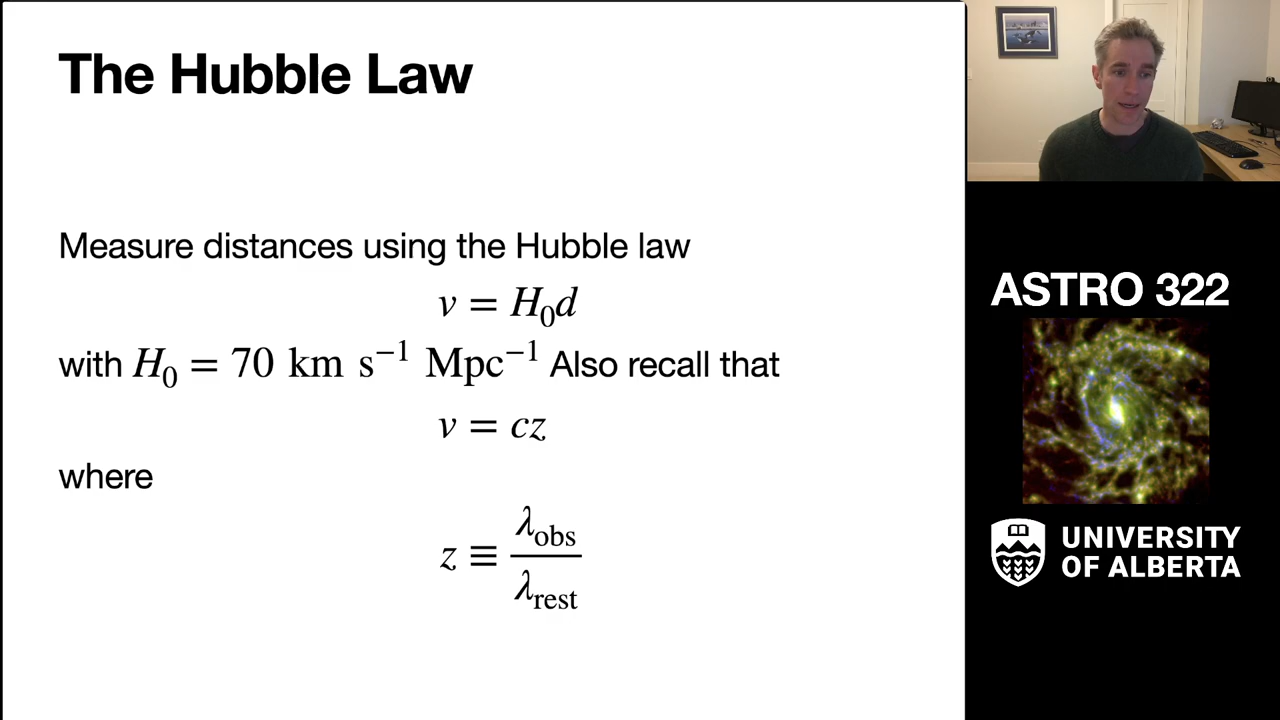 The Hubble Law
Measure distances using the Hubble law
v = H₀d
with H₀ = 70 km s⁻¹ Mpc⁻¹ Also recall that
v = cz
where
z ≡ λobs / λrest
ASTRO 322
UNIVERSITY
OF ALBERTA